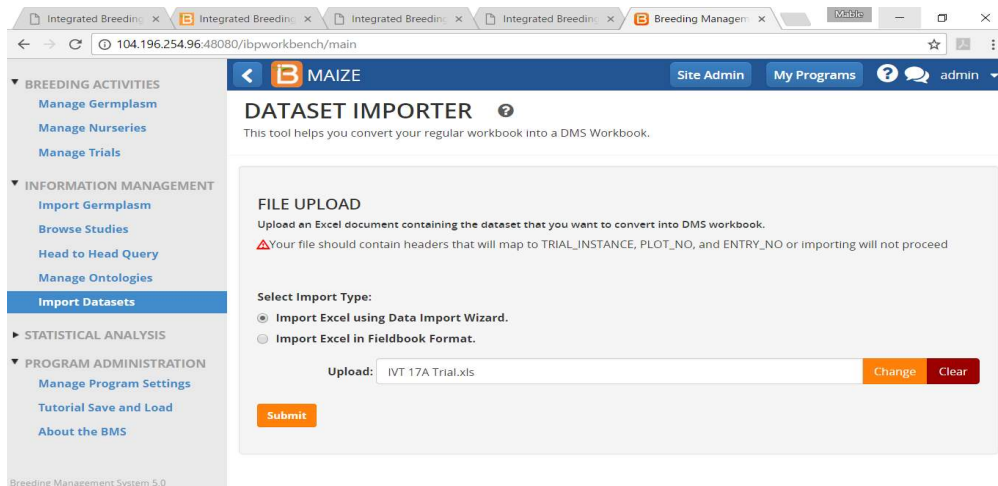 Integrated Breeding
Integrated Breeding
Integrated Breeding
Integrated Breeding
Breeding Managem
Mable
104.196.254.96:48080/ibpworkbench/main
BREEDING ACTIVITIES
Manage Germplasm
Manage Nurseries
Manage Trials
INFORMATION MANAGEMENT
Import Germplasm
Browse Studies
Head to Head Query
Manage Ontologies
Import Datasets
STATISTICAL ANALYSIS
PROGRAM ADMINISTRATION
Manage Program Settings
Tutorial Save and Load
About the BMS
Breeding Management System 5.0
MAIZE
Site Admin
My Programs
admin
DATASET IMPORTER
This tool helps you convert your regular workbook into a DMS Workbook.
FILE UPLOAD
Upload an Excel document containing the dataset that you want to convert into DMS workbook.
Your file should contain headers that will map to TRIAL_INSTANCE, PLOT_NO, and ENTRY_NO or importing will not proceed
Select Import Type:
Import Excel using Data Import Wizard.
Import Excel in Fieldbook Format.
Upload: IVT 17A Trial.xls Change Clear
Submit